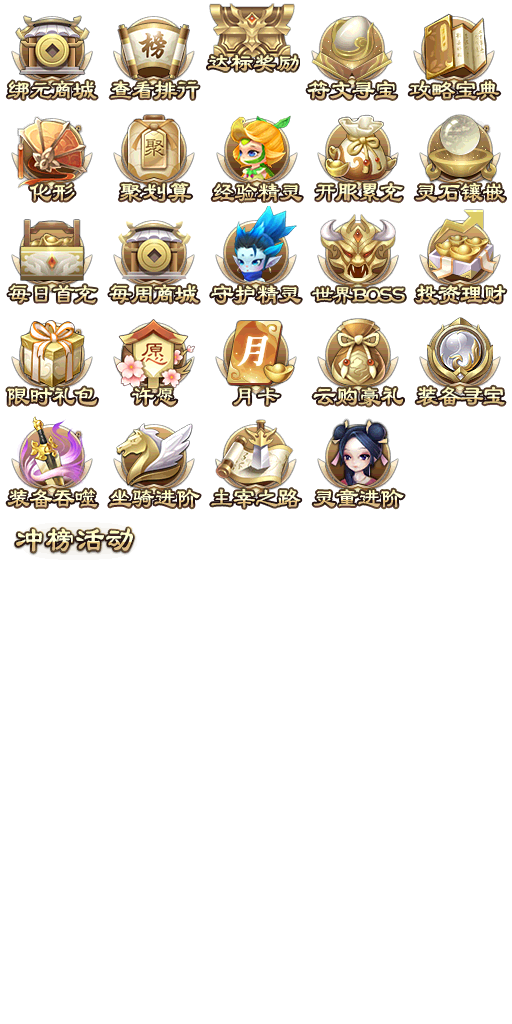 绑元商城 榜 查看排行 达标奖励 符文寻宝 攻略宝典
化形 聚 聚划算 经验精灵 开服累充 灵石镶嵌
每日首充 每周商城 守护精灵 世界BOSS 投资理财
限时礼包 愿 许愿 月 月卡 云购豪礼 装备寻宝
装备吞噬 坐骑进阶 主宰之路 灵童进阶
冲榜活动